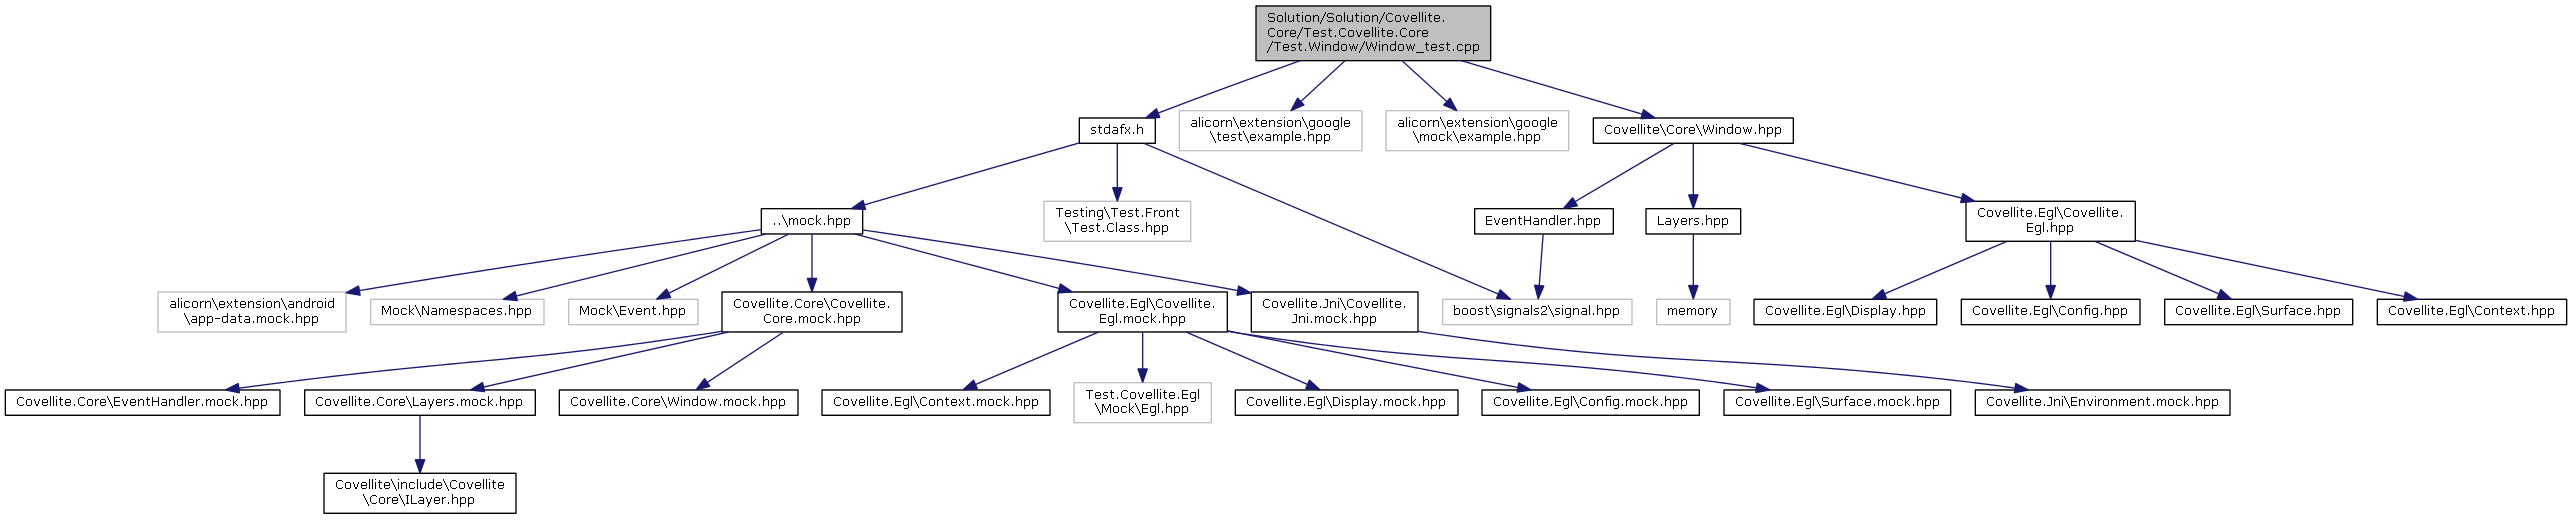 Solution/Solution/Covellite.
Core/Test.Covellite.Core
/Test.Window/Window_test.cpp
stdafx.h
alicorn\extension\google
\test\example.hpp
alicorn\extension\google
\mock\example.hpp
Covellite\Core\Window.hpp
..\mock.hpp
Testing\Test.Front
\Test.Class.hpp
EventHandler.hpp
Layers.hpp
Covellite.Egl\Covellite.
Egl.hpp
alicorn\extension\android
\app-data.mock.hpp
Mock\Namespaces.hpp
Mock\Event.hpp
Covellite.Core\Covellite.
Core.mock.hpp
Covellite.Egl\Covellite.
Egl.mock.hpp
Covellite.Jni\Covellite.
Jni.mock.hpp
boost\signals2\signal.hpp
memory
Covellite.Egl\Display.hpp
Covellite.Egl\Config.hpp
Covellite.Egl\Surface.hpp
Covellite.Egl\Context.hpp
Covellite.Core\EventHandler.mock.hpp
Covellite.Core\Layers.mock.hpp
Covellite.Core\Window.mock.hpp
Covellite.Egl\Context.mock.hpp
Test.Covellite.Egl
\Mock\Egl.hpp
Covellite.Egl\Display.mock.hpp
Covellite.Egl\Config.mock.hpp
Covellite.Egl\Surface.mock.hpp
Covellite.Jni\Environment.mock.hpp
Covellite\include\Covellite
\Core\ILayer.hpp